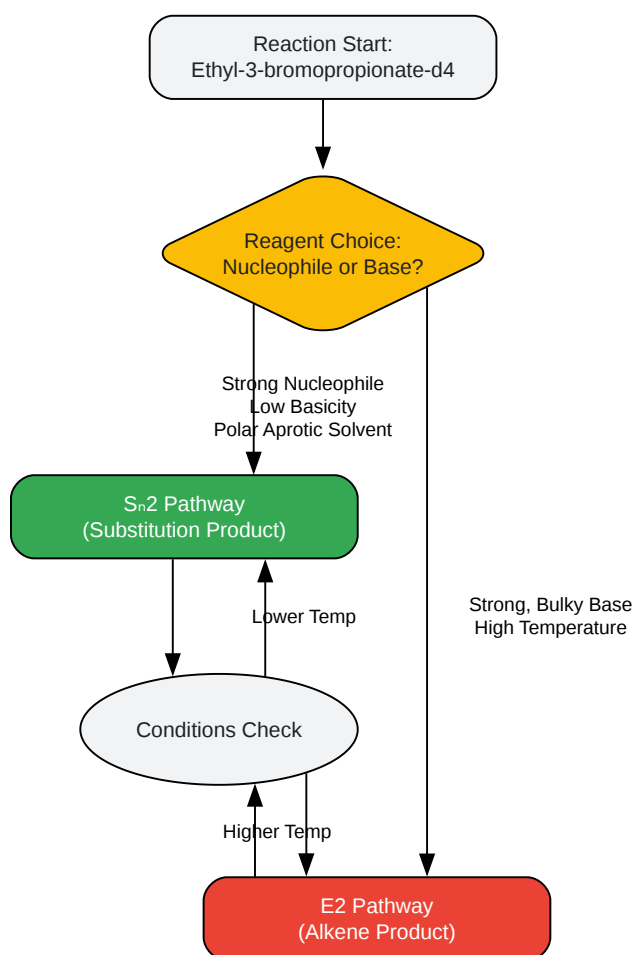 Reaction Start:
Ethyl-3-bromopropionate-d4
Reagent Choice:
Nucleophile or Base?
Strong Nucleophile
Low Basicity
Polar Aprotic Solvent
Sₙ2 Pathway
(Substitution Product)
Lower Temp
Strong, Bulky Base
High Temperature
Conditions Check
Higher Temp
E2 Pathway
(Alkene Product)